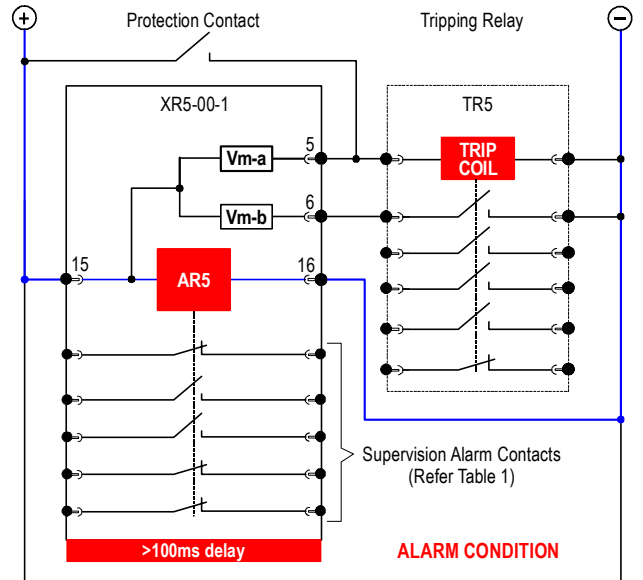 Protection Contact
Tripping Relay
XR5-00-1
TR5
5
Vm-a
TRIP
COIL
6
Vm-b
15
16
AR5
Supervision Alarm Contacts
(Refer Table 1)
>100ms delay
ALARM CONDITION